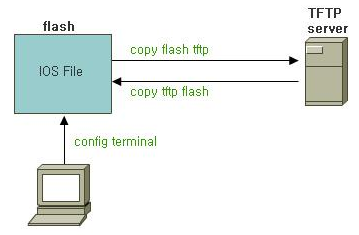 flash
TFTP
server
copy flash tftp
IOS File
copy tftp flash
config terminal